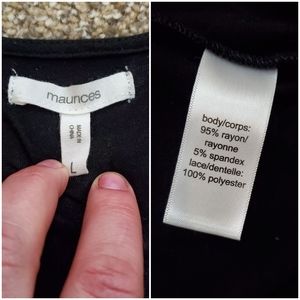 maurices
MADE IN
CHINA
L
body/corps:
95% rayon/
rayonne
5% spandex
lace/dentelle:
100% polyester